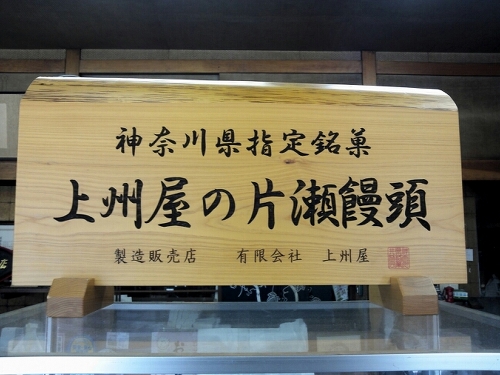 神奈川県指定銘菓
上州屋の片瀬饅頭
製造販売店 有限会社 上州屋